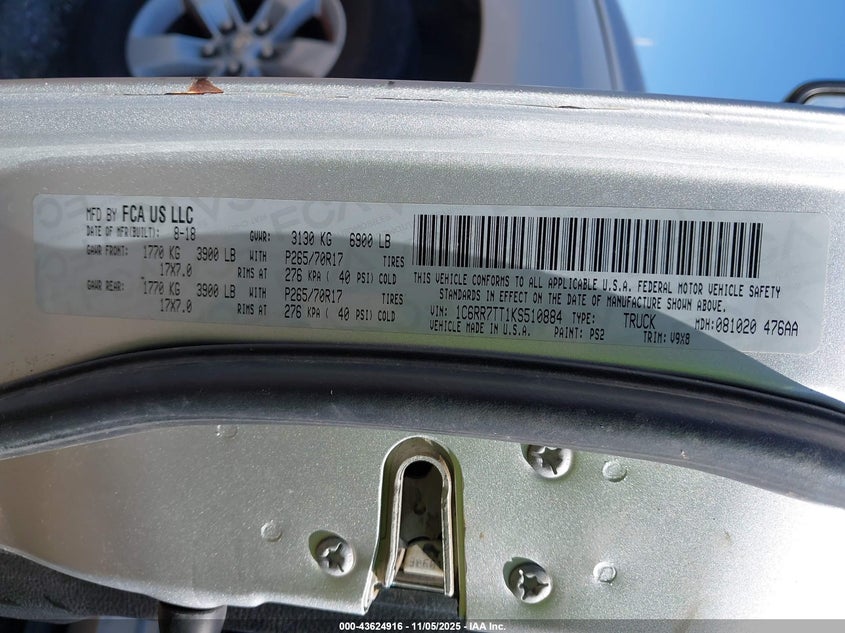 MFD BY FCA US LLC
DATE OF MFR(BUILT): 8-18 GVWR: 3130 KG 6900 LB
GAWR FRONT: 1770 KG 3900 LB WITH P265/70R17 TIRES
17X7.0 RIMS AT 276 KPA ( 40 PSI) COLD
GAWR REAR: 1770 KG 3900 LB WITH P265/70R17 TIRES
17X7.0 RIMS AT 276 KPA ( 40 PSI) COLD
THIS VEHICLE CONFORMS TO ALL APPLICABLE U.S.A. FEDERAL MOTOR VEHICLE SAFETY
STANDARDS IN EFFECT ON THE DATE OF MANUFACTURE SHOWN ABOVE.
VIN: 1C6RR7TT1KS510884 TYPE: TRUCK MDH:081020 476AA
VEHICLE MADE IN U.S. PAINT: PS2 TRIM: V9X8
000-43624916 - 11/05/2025 - IAA Inc.